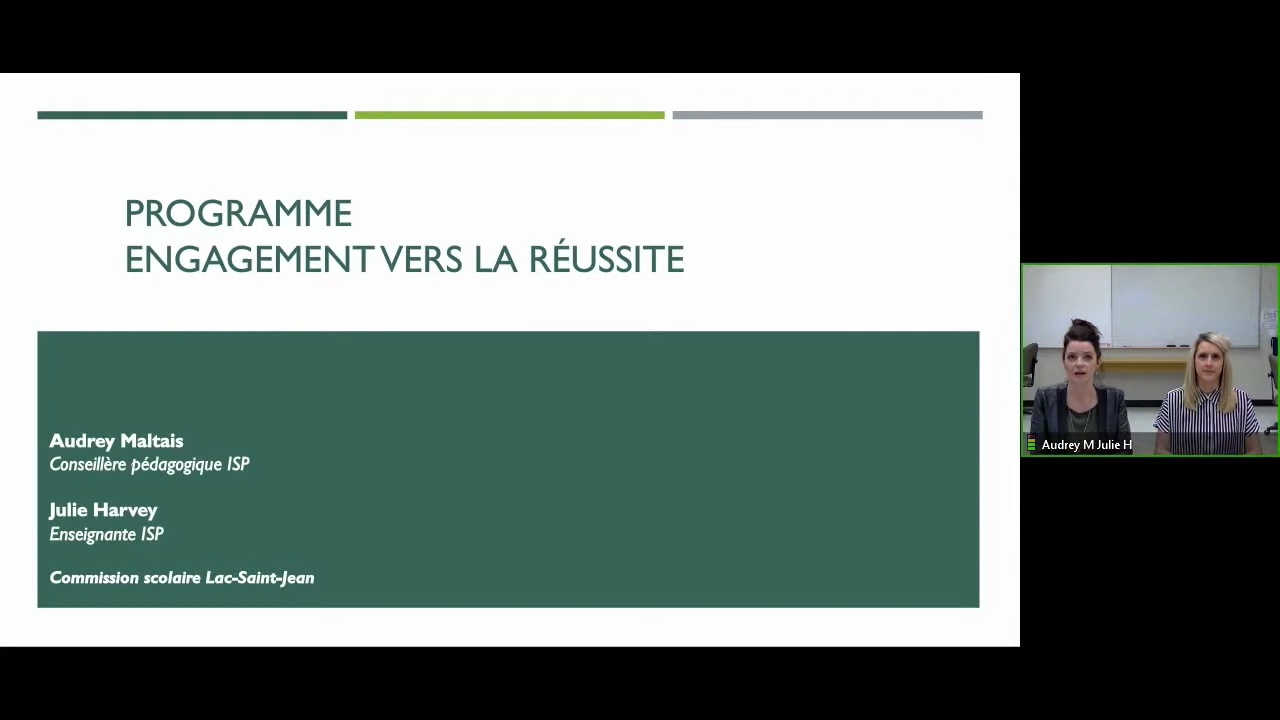 PROGRAMME
ENGAGEMENT VERS LA RÉUSSITE
Audrey Maltais
Conseillère pédagogique ISP
Julie Harvey
Enseignante ISP
Commission scolaire Lac-Saint-Jean
Audrey M Julie H